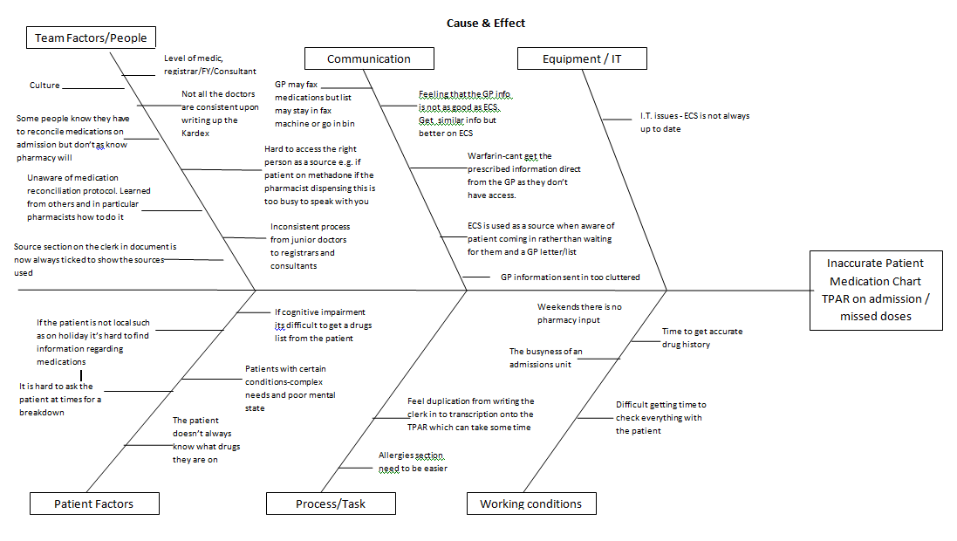 Cause & Effect
Team Factors/People
Communication
Equipment / IT
Level of medic,
registrar/FY/Consultant
Culture
Not all the doctors
are consistent upon
writing up the
Kardex
Some people know they have
to reconcile medications on
admission but don't as know
pharmacy will
Unaware of medication
reconciliation protocol. Learned
from others and in particular
pharmacists how to do it
Source section on the clerk in document is
now always ticked to show the sources
used
GP may fax
medications but list
may stay in fax
machine or go in bin
Hard to access the right
person as a source e.g. if
patient on methadone if the
pharmacist dispensing this is
too busy to speak with you
Inconsistent process
from junior doctors
to registrars and
consultants
Feeling that the GP info
is not as good as ECS.
Get similar info but
better on ECS
Warfarin-cant get the
prescribed information direct
from the GP as they don't
have access.
ECS is used as a source when aware of
patient coming in rather than waiting
for them and a GP letter/list
GP information sent in too cluttered
I.T. issues - ECS is not always
up to date
Inaccurate Patient
Medication Chart
TPAR on admission /
missed doses
If the patient is not local such
as on holiday it's hard to find
information regarding
medications
It is hard to ask the
patient at times for a
breakdown
If cognitive impairment
its difficult to get a drugs
list from the patient
Patients with certain
conditions-complex
needs and poor mental
state
The patient
doesn't always
know what drugs
they are on
Feel duplication from writing the
clerk in to transcription onto the
TPAR which can take some time
Allergies section
need to be easier
Weekends there is no
pharmacy input
The busyness of an
admissions unit
Time to get accurate
drug history
Difficult getting time to
check everything with
the patient
Patient Factors
Process/Task
Working conditions